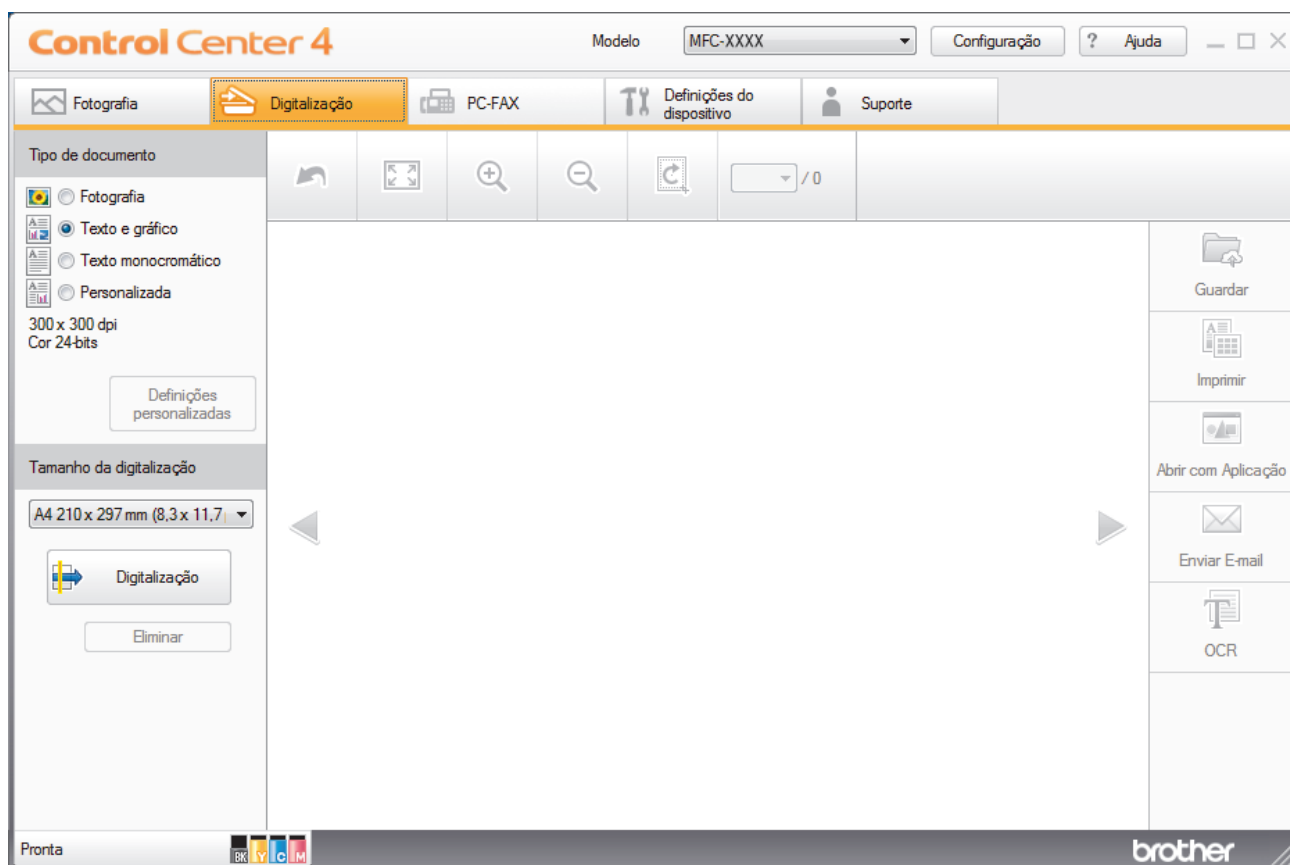 Control Center 4
Modelo
MFC-XXXX
Configuração
? Ajuda
Fotografia
Digitalização
PC-FAX
Definições do
dispositivo
Suporte
Tipo de documento
Fotografia
Texto e gráfico
Texto monocromático
Personalizada
300 x 300 dpi
Cor 24-bits
Definições
personalizadas
/ 0
Tamanho da digitalização
A4 210 x 297 mm (8,3 x 11,7
Digitalização
Eliminar
Guardar
Imprimir
Abrir com Aplicação
Enviar E-mail
OCR
Pronta
BK Y C M
brother